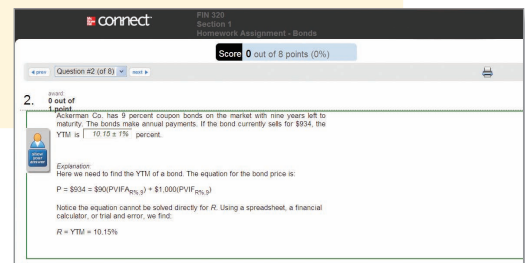 connect
FIN 320
Section 1
Homework Assignment - Bonds
Score 0 out of 8 points (0%)
prev Question #2 (of 8) next
2. award:
0 out of
1 point
Ackerman Co. has 9 percent coupon bonds on the market with nine years left to
maturity. The bonds make annual payments. If the bond currently sells for $934, the
YTM is 10.15 ± 1% percent.
show
your
answer
Explanation:
Here we need to find the YTM of a bond. The equation for the bond price is:
P = $934 = $90(PVIFAR%,9) + $1,000(PVIFR%,9)
Notice the equation cannot be solved directly for R. Using a spreadsheet, a financial
calculator, or trial and error, we find:
R = YTM = 10.15%